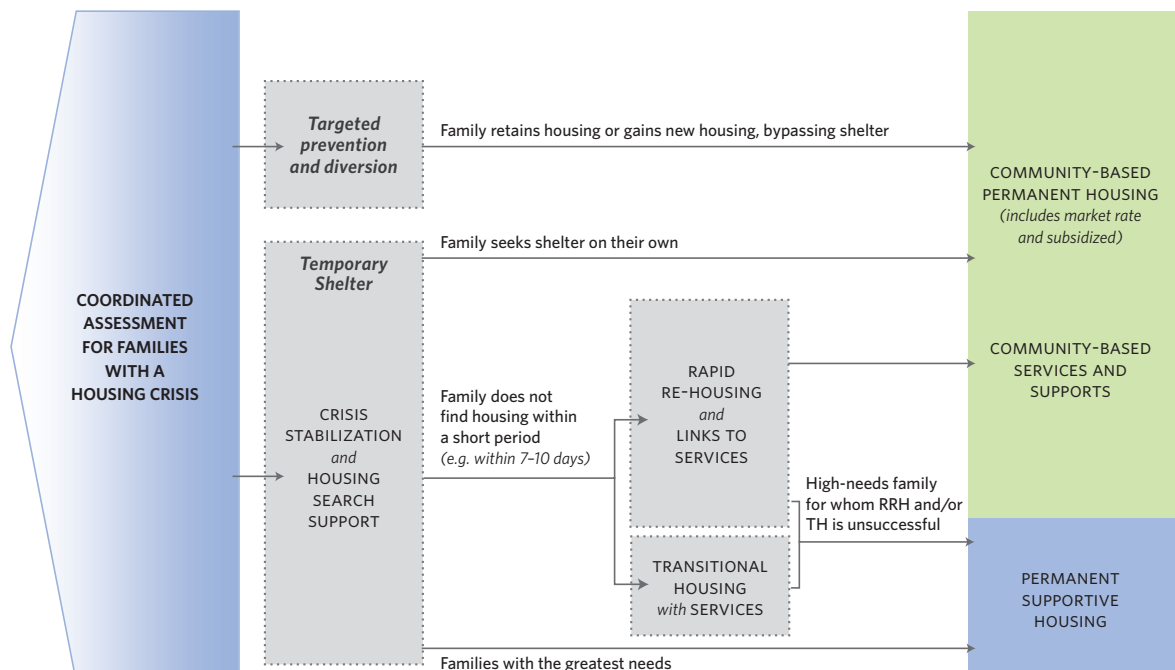 COORDINATED
ASSESSMENT
FOR FAMILIES
WITH A
HOUSING CRISIS
Targeted
prevention
and diversion
Family retains housing or gains new housing, bypassing shelter
Temporary
Shelter
Family seeks shelter on their own
CRISIS
STABILIZATION
and
HOUSING
SEARCH
SUPPORT
Family does not
find housing within
a short period
(e.g. within 7–10 days)
RAPID
RE-HOUSING
and
LINKS TO
SERVICES
TRANSITIONAL
HOUSING
with SERVICES
High-needs family
for whom RRH and/or
TH is unsuccessful
Families with the greatest needs
COMMUNITY-BASED
PERMANENT HOUSING
(includes market rate
and subsidized)
COMMUNITY-BASED
SERVICES AND
SUPPORTS
PERMANENT
SUPPORTIVE
HOUSING